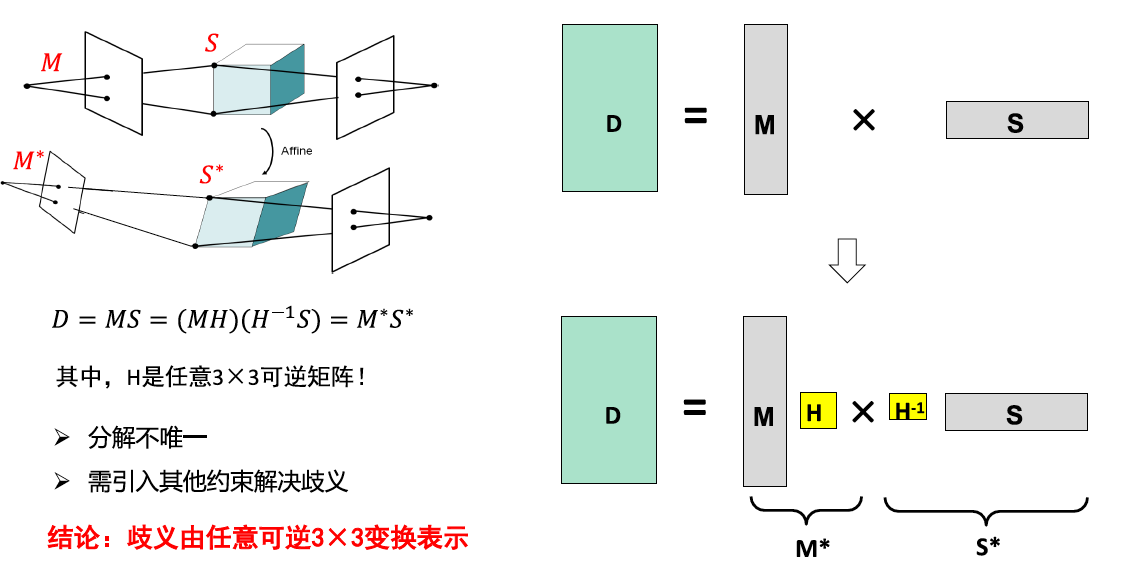 M
S
Affine
M*
S*
D = MS = (MH)(H⁻¹S) = M*S*
其中，H是任意3×3可逆矩阵！
➢ 分解不唯一
➢ 需引入其他约束解决歧义
结论：歧义由任意可逆3×3变换表示
D = M × S
D = M H × H⁻¹ S
M* S*